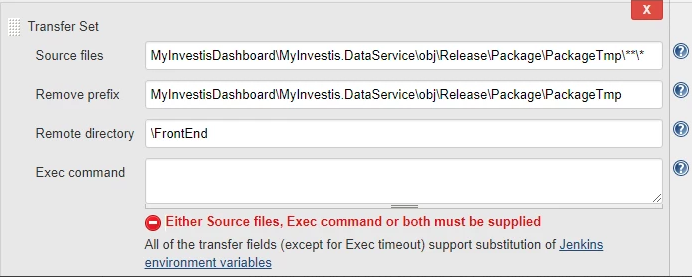 X
Transfer Set
Source files MyInvestisDashboard\MyInvestis.DataService\obj\Release\Package\PackageTmp\**\*
Remove prefix MyInvestisDashboard\MyInvestis.DataService\obj\Release\Package\PackageTmp
Remote directory \FrontEnd
Exec command
Either Source files, Exec command or both must be supplied
All of the transfer fields (except for Exec timeout) support substitution of Jenkins
environment variables